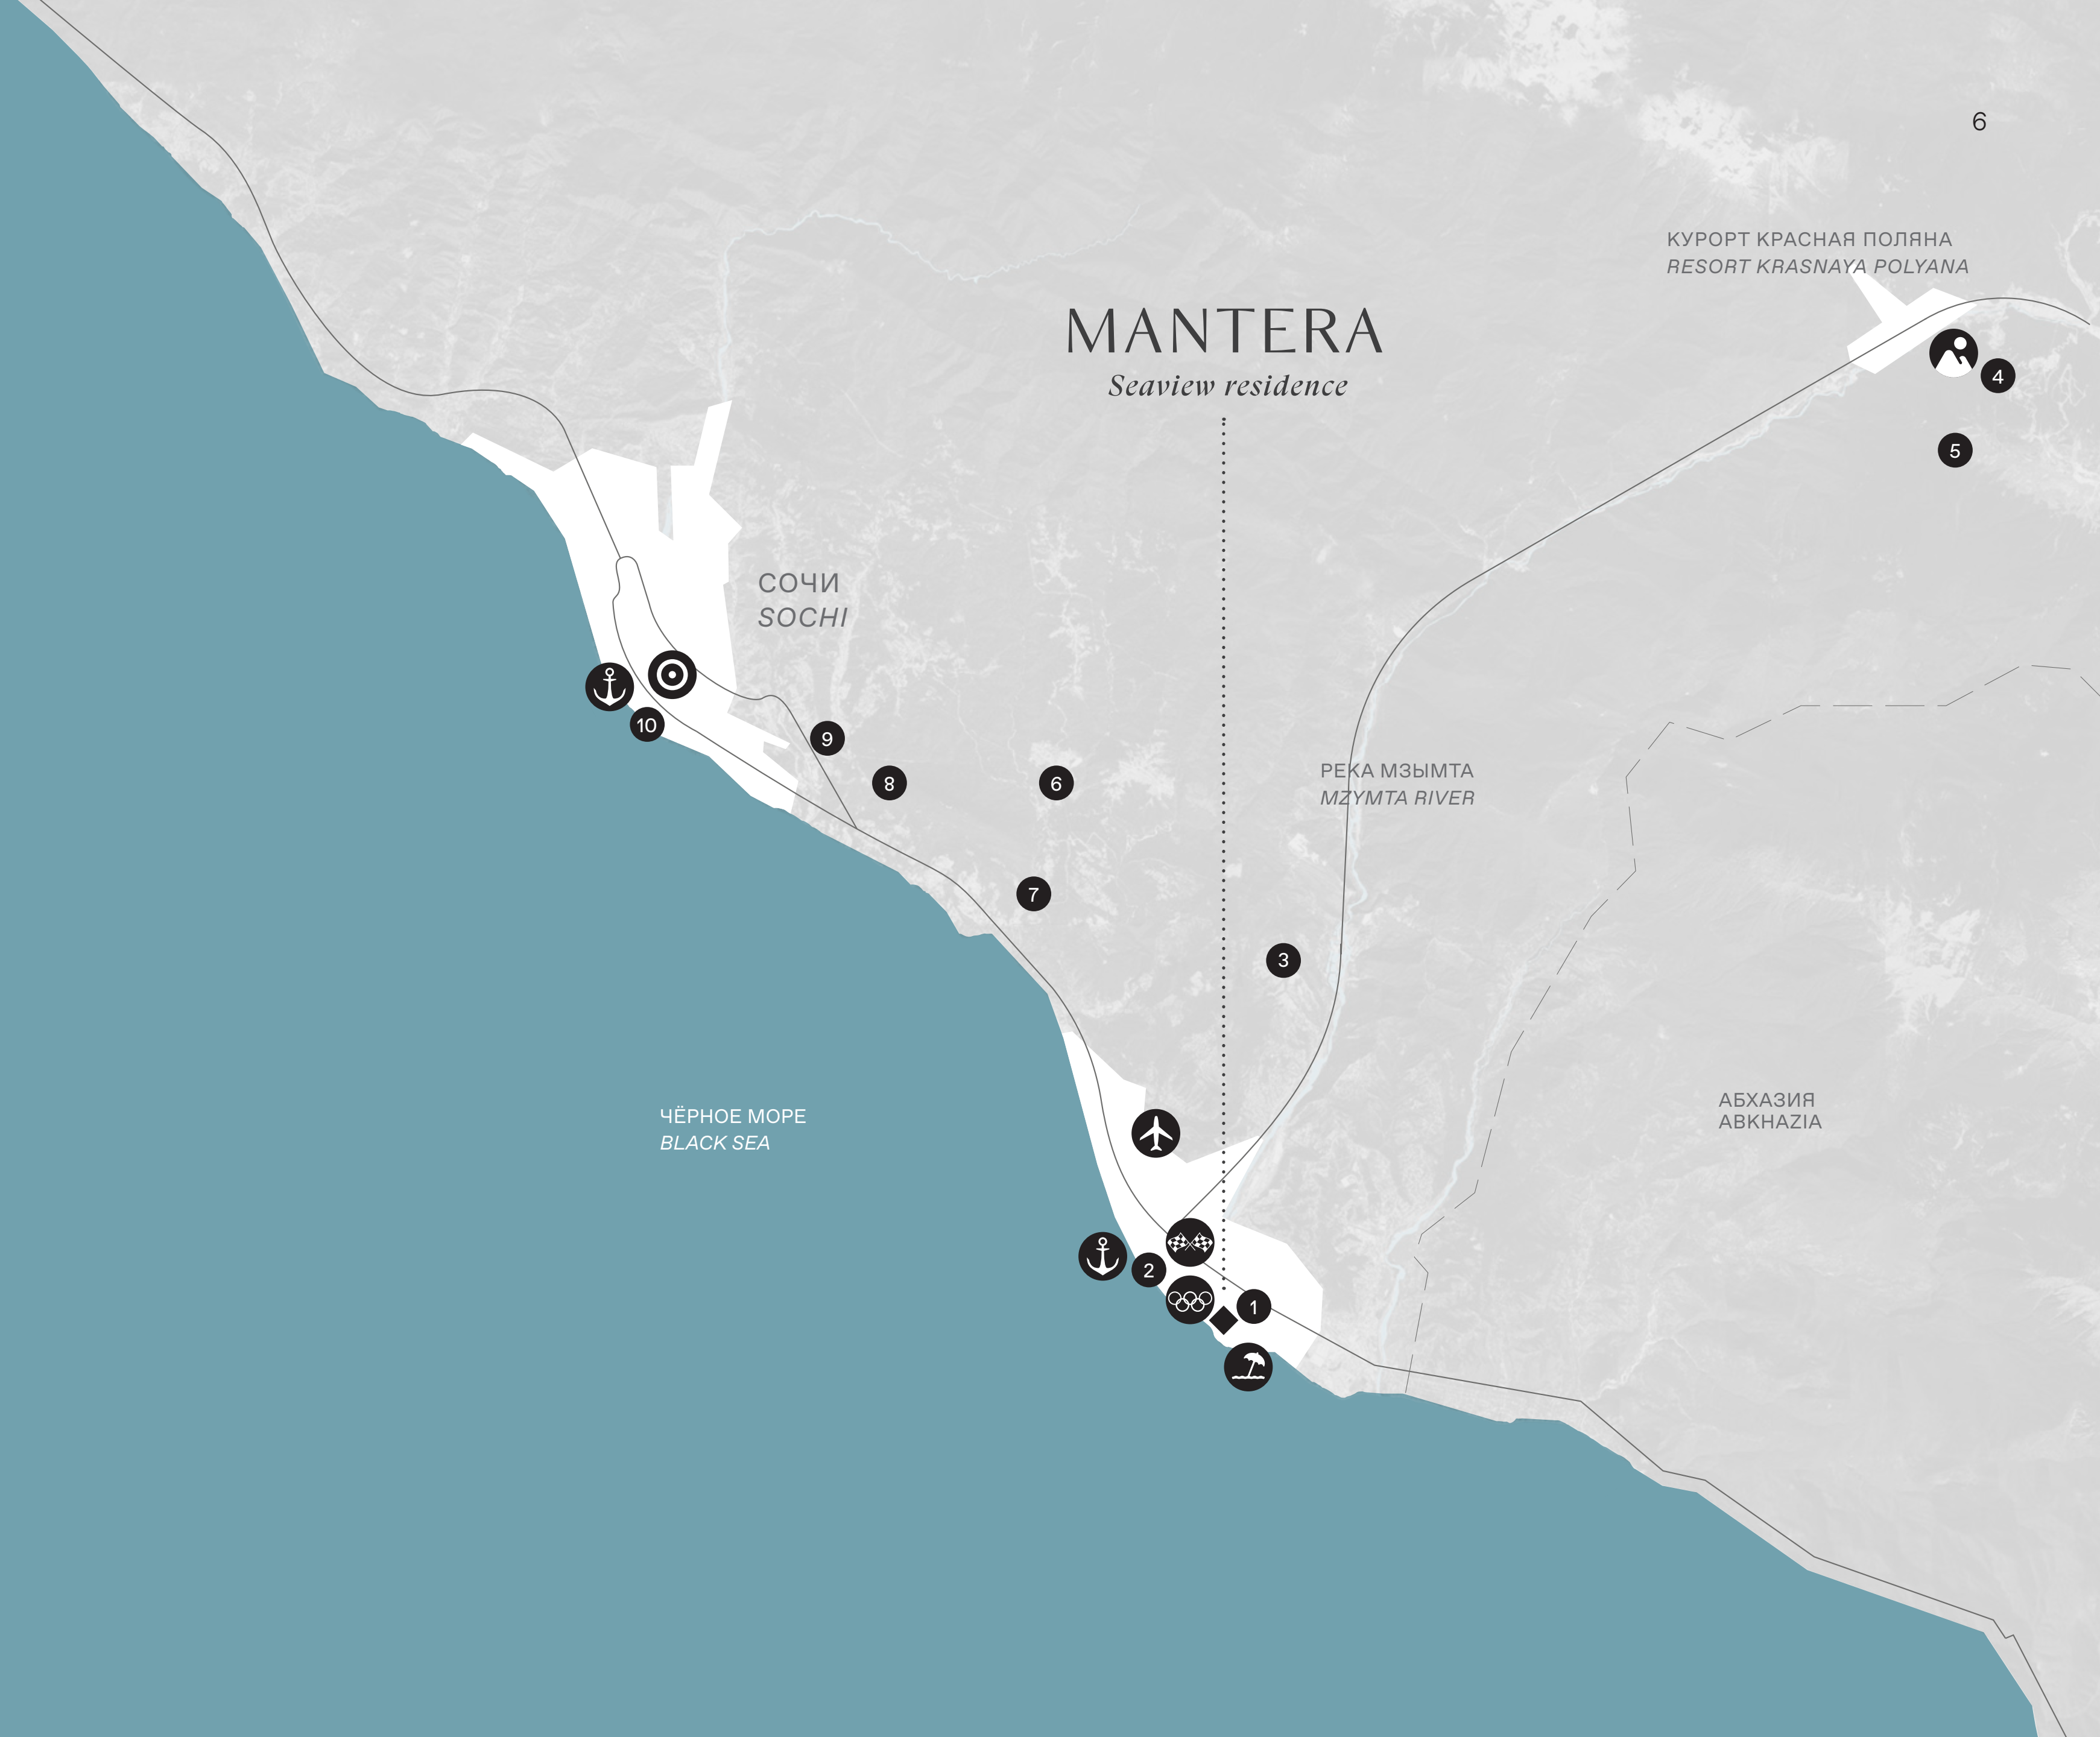 6
КУРОРТ КРАСНАЯ ПОЛЯНА
RESORT KRASNAYA POLYANA
MANTERA
Seaview residence
4
5
СОЧИ
SOCHI
10
9
8
6
РЕКА МЗЫМТА
MZYMTA RIVER
7
3
ЧЁРНОЕ МОРЕ
BLACK SEA
АБХАЗИЯ
ABKHAZIA
2
1